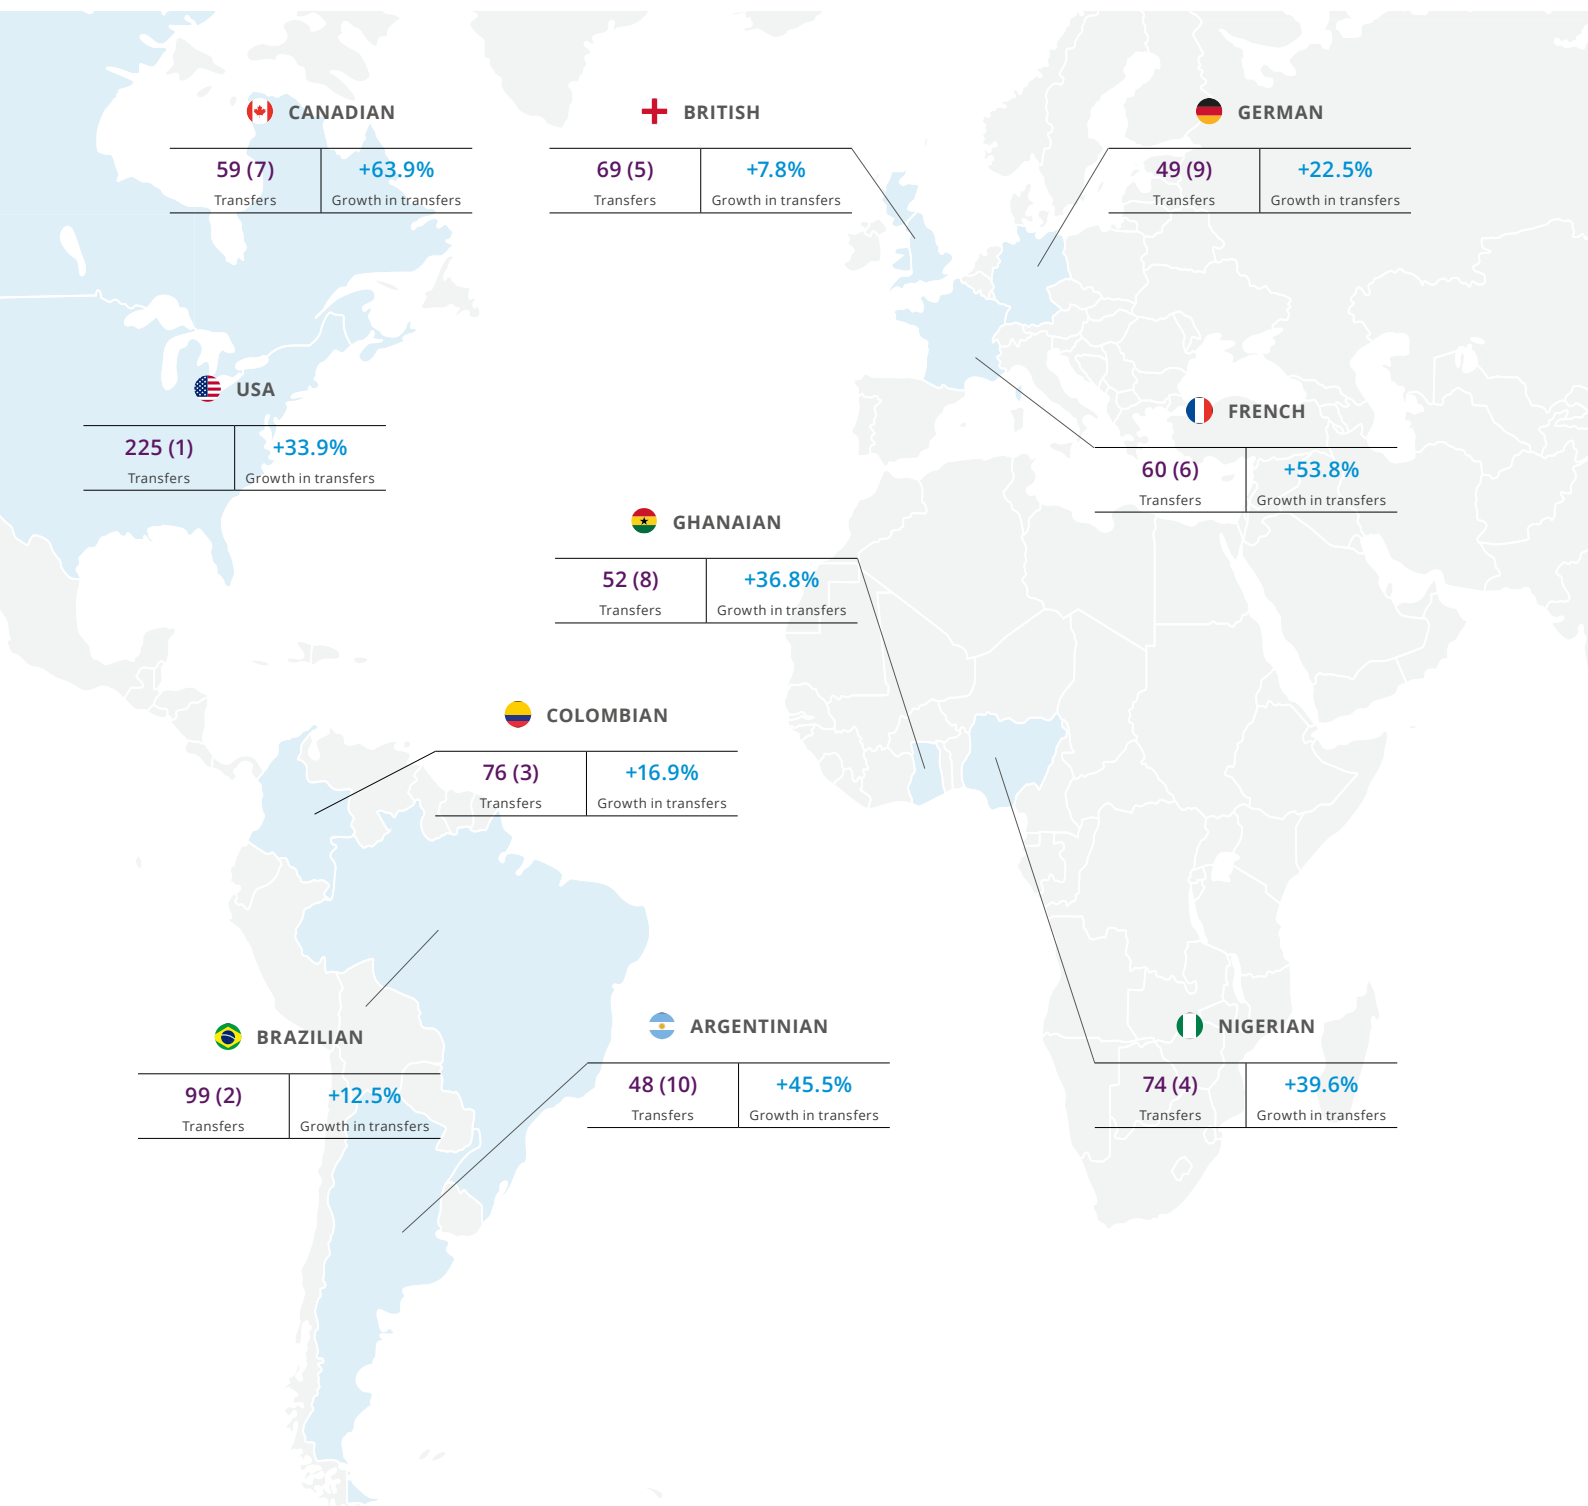 CANADIAN
59 (7)
+63.9%
Transfers
Growth in transfers
BRITISH
69 (5)
+7.8%
Transfers
Growth in transfers
GERMAN
49 (9)
+22.5%
Transfers
Growth in transfers
USA
225 (1)
+33.9%
Transfers
Growth in transfers
FRENCH
60 (6)
+53.8%
Transfers
Growth in transfers
GHANAIAN
52 (8)
+36.8%
Transfers
Growth in transfers
COLOMBIAN
76 (3)
+16.9%
Transfers
Growth in transfers
BRAZILIAN
99 (2)
+12.5%
Transfers
Growth in transfers
ARGENTINIAN
48 (10)
+45.5%
Transfers
Growth in transfers
NIGERIAN
74 (4)
+39.6%
Transfers
Growth in transfers